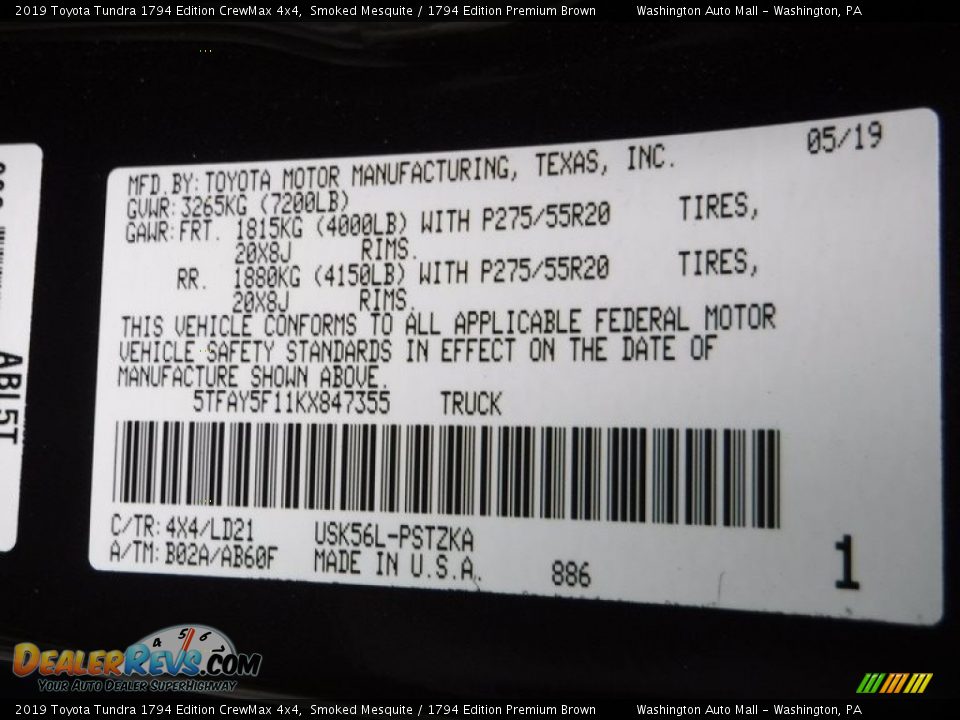 2019 Toyota Tundra 1794 Edition CrewMax 4x4, Smoked Mesquite / 1794 Edition Premium Brown Washington Auto Mall - Washington, PA
05/19
MFD.BY:TOYOTA MOTOR MANUFACTURING, TEXAS, INC.
GVWR:3265KG (7200LB)
GAWR:FRT. 1815KG (4000LB) WITH P275/55R20 TIRES,
20X8J RIMS.
RR. 1880KG (4150LB) WITH P275/55R20 TIRES,
20X8J RIMS.
THIS VEHICLE CONFORMS TO ALL APPLICABLE FEDERAL MOTOR
VEHICLE SAFETY STANDARDS IN EFFECT ON THE DATE OF
MANUFACTURE SHOWN ABOVE.
5TFAY5F11KX847355 TRUCK
C/TR:4X4/LD21 USK56L-PSTZKA
A/TM:B02A/AB60F MADE IN U.S.A. 886
1
ABL5T
4 5 6
DEALERREVS.COM
YOUR AUTO DEALER SUPERHIGHWAY
2019 Toyota Tundra 1794 Edition CrewMax 4x4, Smoked Mesquite / 1794 Edition Premium Brown Washington Auto Mall - Washington, PA